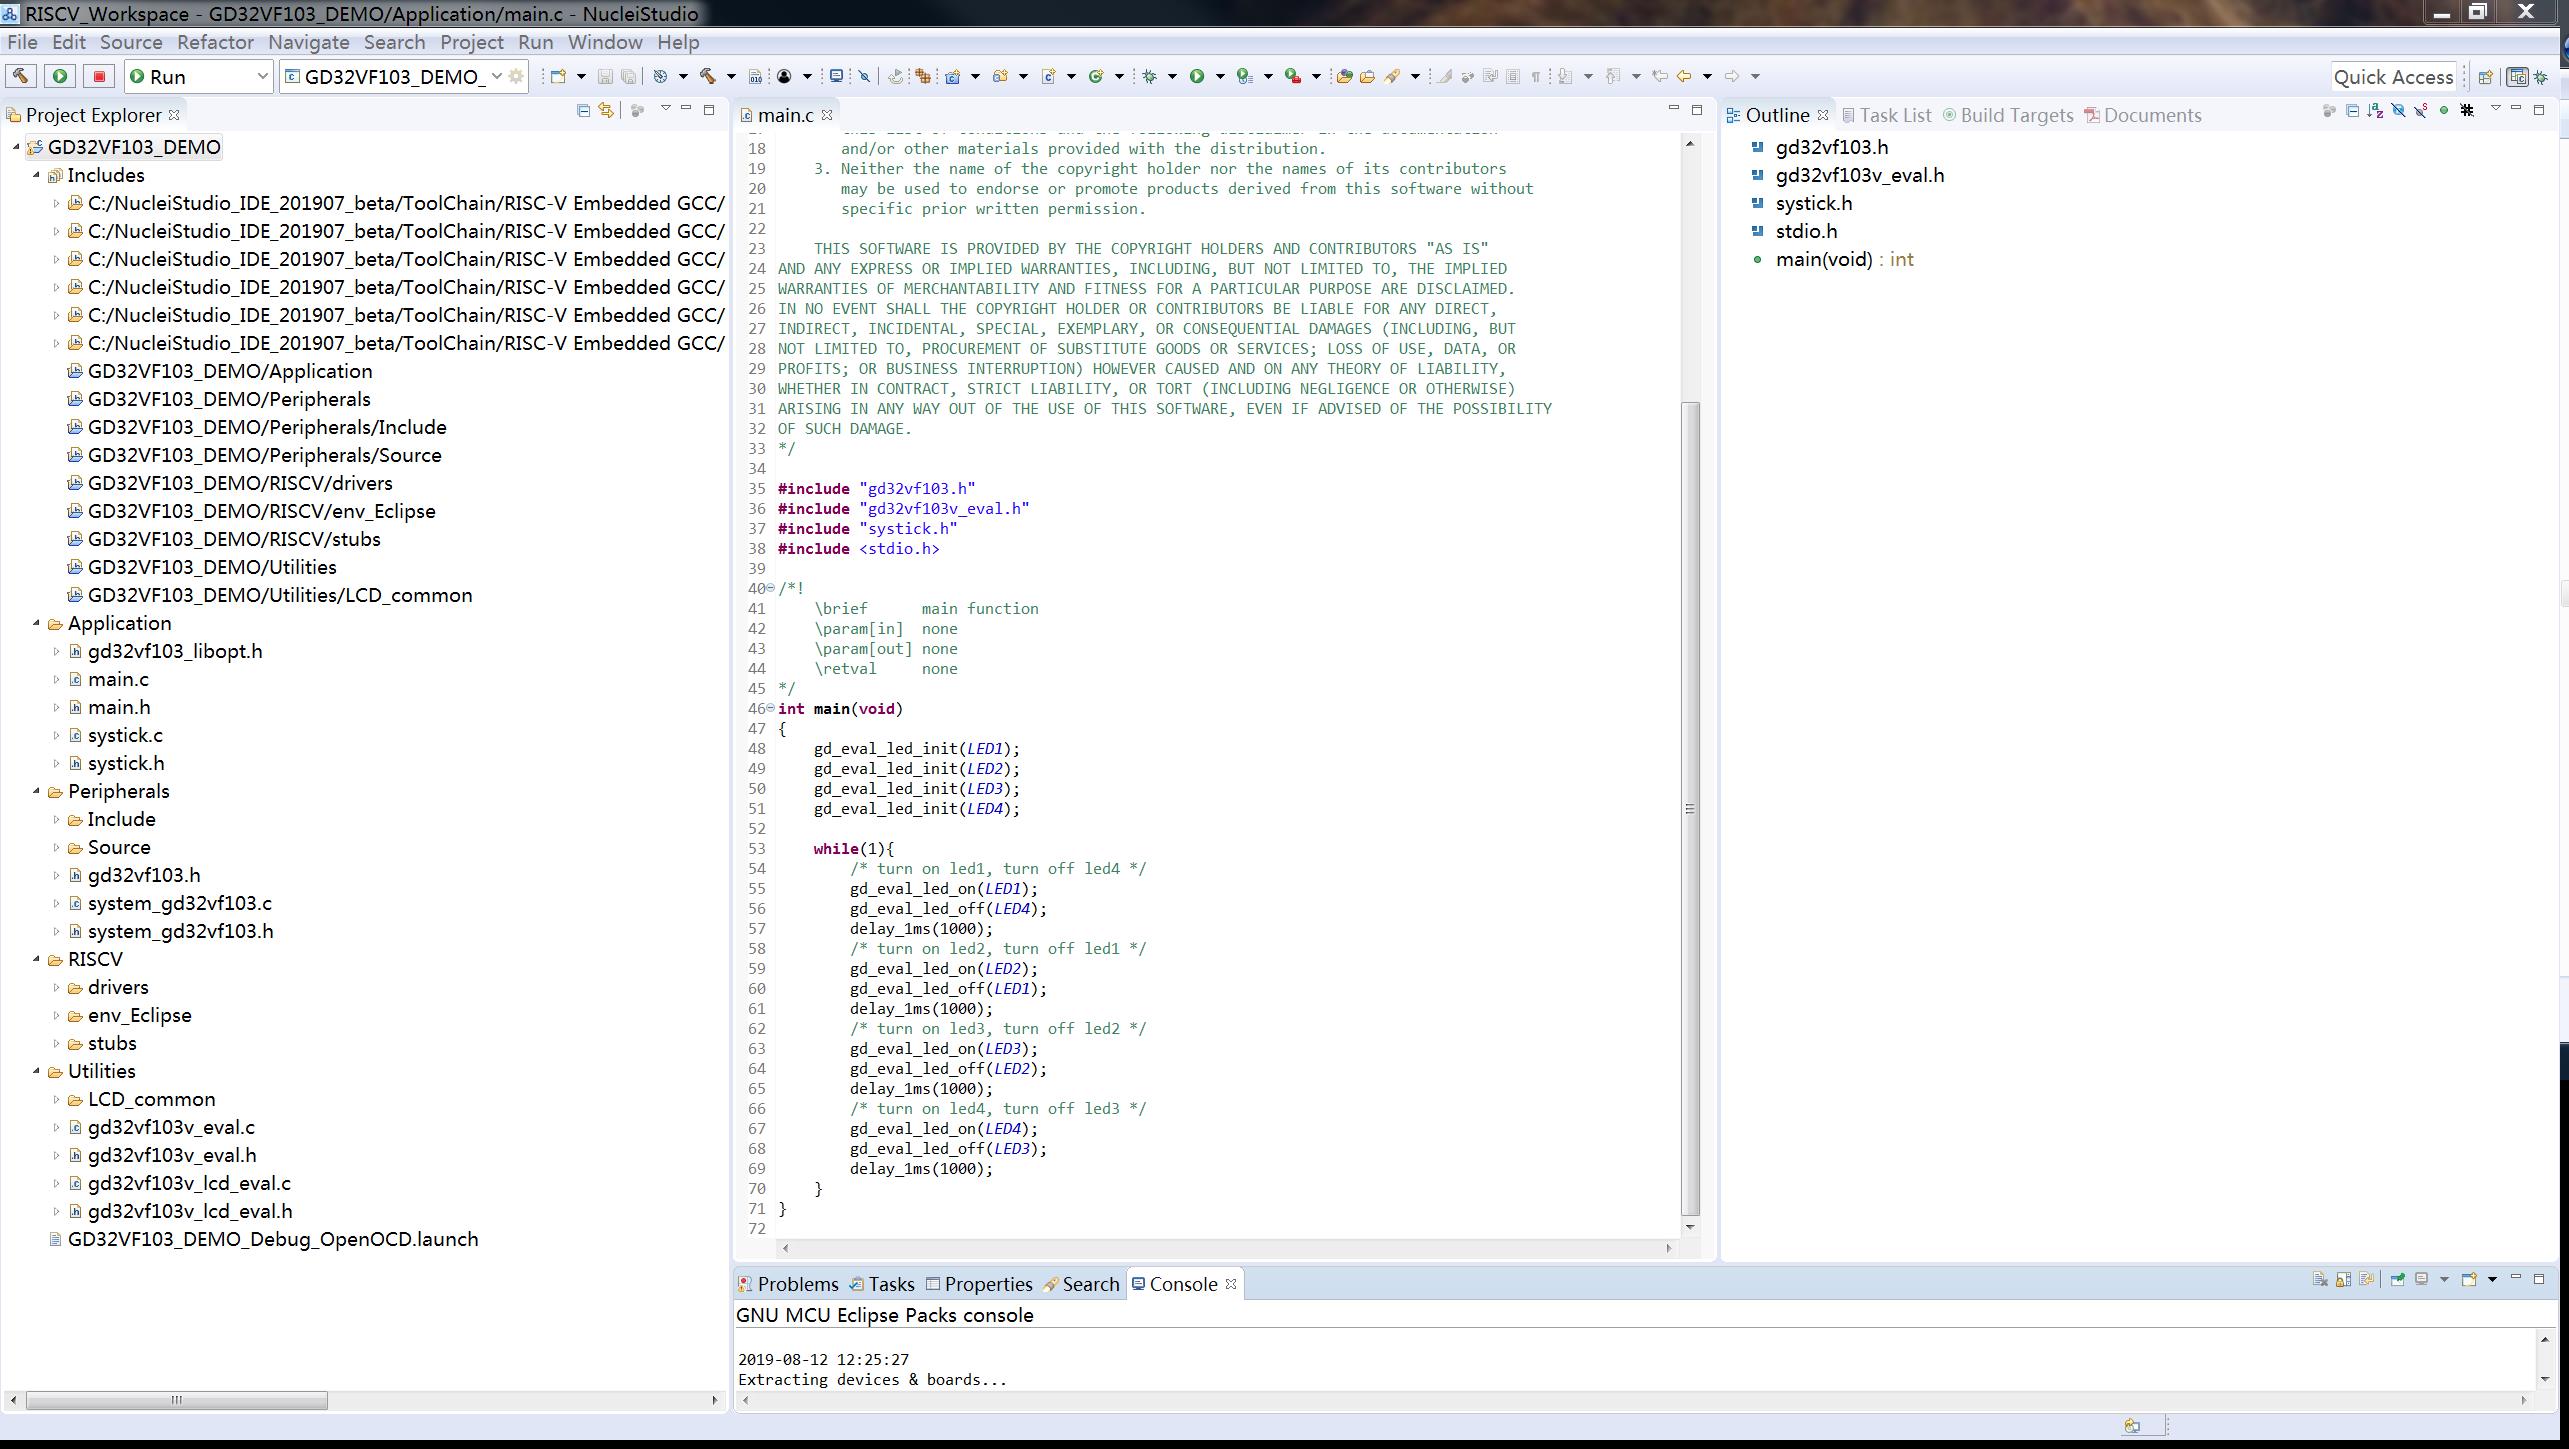 RISCV_Workspace - GD32VF103_DEMO/Application/main.c - NucleiStudio
File Edit Source Refactor Navigate Search Project Run Window Help
Run
GD32VF103_DEMO_
Quick Access
Project Explorer
GD32VF103_DEMO
Includes
C:/NucleiStudio_IDE_201907_beta/ToolChain/RISC-V Embedded GCC/
C:/NucleiStudio_IDE_201907_beta/ToolChain/RISC-V Embedded GCC/
C:/NucleiStudio_IDE_201907_beta/ToolChain/RISC-V Embedded GCC/
C:/NucleiStudio_IDE_201907_beta/ToolChain/RISC-V Embedded GCC/
C:/NucleiStudio_IDE_201907_beta/ToolChain/RISC-V Embedded GCC/
C:/NucleiStudio_IDE_201907_beta/ToolChain/RISC-V Embedded GCC/
GD32VF103_DEMO/Application
GD32VF103_DEMO/Peripherals
GD32VF103_DEMO/Peripherals/Include
GD32VF103_DEMO/Peripherals/Source
GD32VF103_DEMO/RISCV/drivers
GD32VF103_DEMO/RISCV/env_Eclipse
GD32VF103_DEMO/RISCV/stubs
GD32VF103_DEMO/Utilities
GD32VF103_DEMO/Utilities/LCD_common
Application
gd32vf103_libopt.h
main.c
main.h
systick.c
systick.h
Peripherals
Include
Source
gd32vf103.h
system_gd32vf103.c
system_gd32vf103.h
RISCV
drivers
env_Eclipse
stubs
Utilities
LCD_common
gd32vf103v_eval.c
gd32vf103v_eval.h
gd32vf103v_lcd_eval.c
gd32vf103v_lcd_eval.h
GD32VF103_DEMO_Debug_OpenOCD.launch
main.c
18 and/or other materials provided with the distribution.
19 3. Neither the name of the copyright holder nor the names of its contributors
20 may be used to endorse or promote products derived from this software without
21 specific prior written permission.
22
23 THIS SOFTWARE IS PROVIDED BY THE COPYRIGHT HOLDERS AND CONTRIBUTORS "AS IS"
24 AND ANY EXPRESS OR IMPLIED WARRANTIES, INCLUDING, BUT NOT LIMITED TO, THE IMPLIED
25 WARRANTIES OF MERCHANTABILITY AND FITNESS FOR A PARTICULAR PURPOSE ARE DISCLAIMED.
26 IN NO EVENT SHALL THE COPYRIGHT HOLDER OR CONTRIBUTORS BE LIABLE FOR ANY DIRECT,
27 INDIRECT, INCIDENTAL, SPECIAL, EXEMPLARY, OR CONSEQUENTIAL DAMAGES (INCLUDING, BUT
28 NOT LIMITED TO, PROCUREMENT OF SUBSTITUTE GOODS OR SERVICES; LOSS OF USE, DATA, OR
29 PROFITS; OR BUSINESS INTERRUPTION) HOWEVER CAUSED AND ON ANY THEORY OF LIABILITY,
30 WHETHER IN CONTRACT, STRICT LIABILITY, OR TORT (INCLUDING NEGLIGENCE OR OTHERWISE)
31 ARISING IN ANY WAY OUT OF THE USE OF THIS SOFTWARE, EVEN IF ADVISED OF THE POSSIBILITY
32 OF SUCH DAMAGE.
33 */
34
35 #include "gd32vf103.h"
36 #include "gd32vf103v_eval.h"
37 #include "systick.h"
38 #include <stdio.h>
39
40 /*!
41 \brief main function
42 \param[in] none
43 \param[out] none
44 \retval none
45 */
46 int main(void)
47 {
48 gd_eval_led_init(LED1);
49 gd_eval_led_init(LED2);
50 gd_eval_led_init(LED3);
51 gd_eval_led_init(LED4);
52
53 while(1){
54 /* turn on led1, turn off led4 */
55 gd_eval_led_on(LED1);
56 gd_eval_led_off(LED4);
57 delay_1ms(1000);
58 /* turn on led2, turn off led1 */
59 gd_eval_led_on(LED2);
60 gd_eval_led_off(LED1);
61 delay_1ms(1000);
62 /* turn on led3, turn off led2 */
63 gd_eval_led_on(LED3);
64 gd_eval_led_off(LED2);
65 delay_1ms(1000);
66 /* turn on led4, turn off led3 */
67 gd_eval_led_on(LED4);
68 gd_eval_led_off(LED3);
69 delay_1ms(1000);
70 }
71 }
72
Outline Task List Build Targets Documents
gd32vf103.h
gd32vf103v_eval.h
systick.h
stdio.h
main(void) : int
Problems Tasks Properties Search Console
GNU MCU Eclipse Packs console
2019-08-12 12:25:27
Extracting devices & boards...